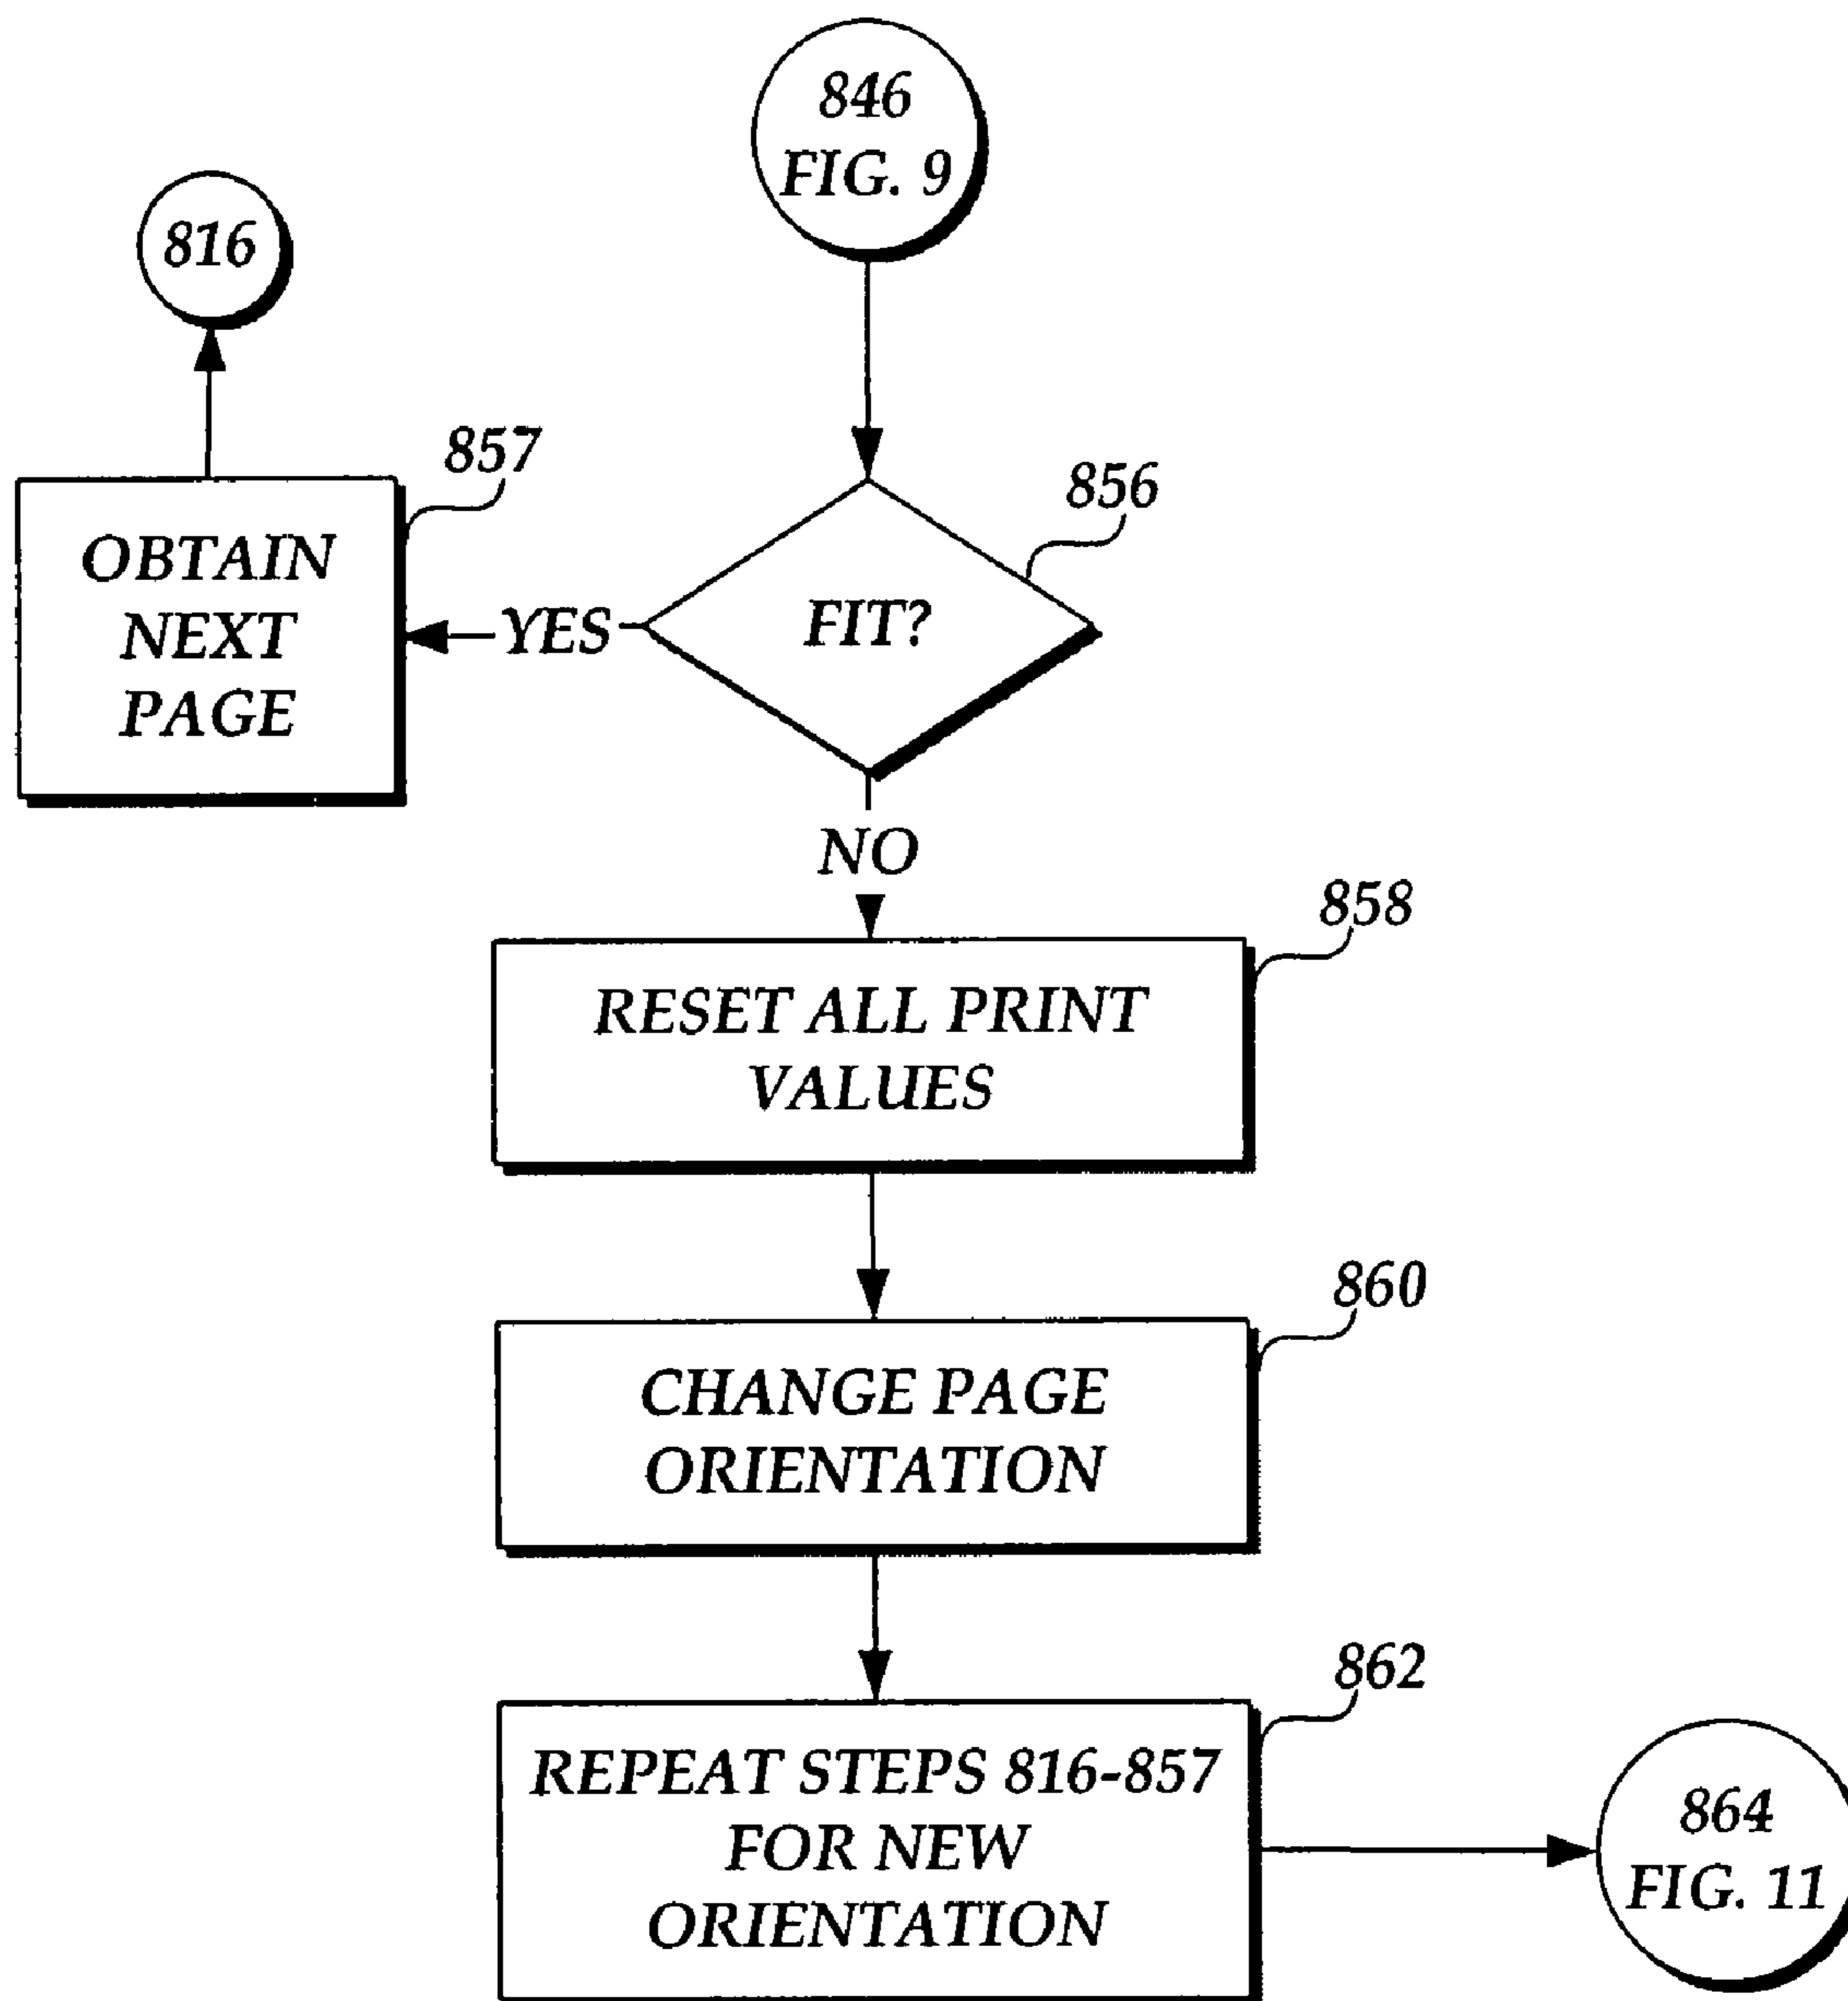 846
FIG. 9
816
857
856
OBTAIN
NEXT
PAGE
YES
FIT?
NO
858
RESET ALL PRINT
VALUES
860
CHANGE PAGE
ORIENTATION
862
REPEAT STEPS 816-857
FOR NEW
ORIENTATION
864
FIG. 11